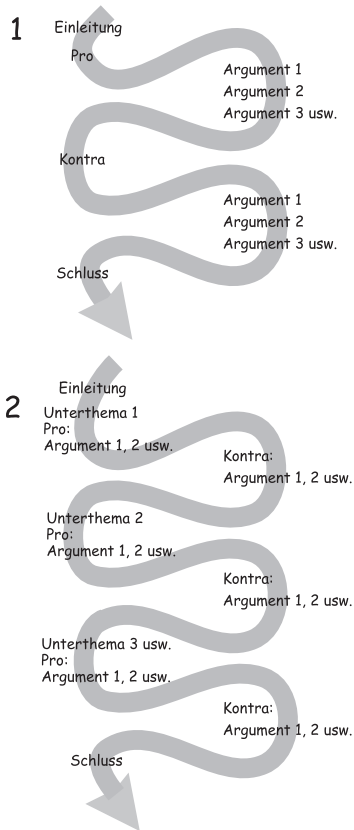 1
Einleitung
Pro
Argument 1
Argument 2
Argument 3 usw.
Kontra
Argument 1
Argument 2
Argument 3 usw.
Schluss
2
Einleitung
Unterthema 1
Pro:
Argument 1, 2 usw.
Kontra:
Argument 1, 2 usw.
Unterthema 2
Pro:
Argument 1, 2 usw.
Kontra:
Argument 1, 2 usw.
Unterthema 3 usw.
Pro:
Argument 1, 2 usw.
Kontra:
Argument 1, 2 usw.
Schluss